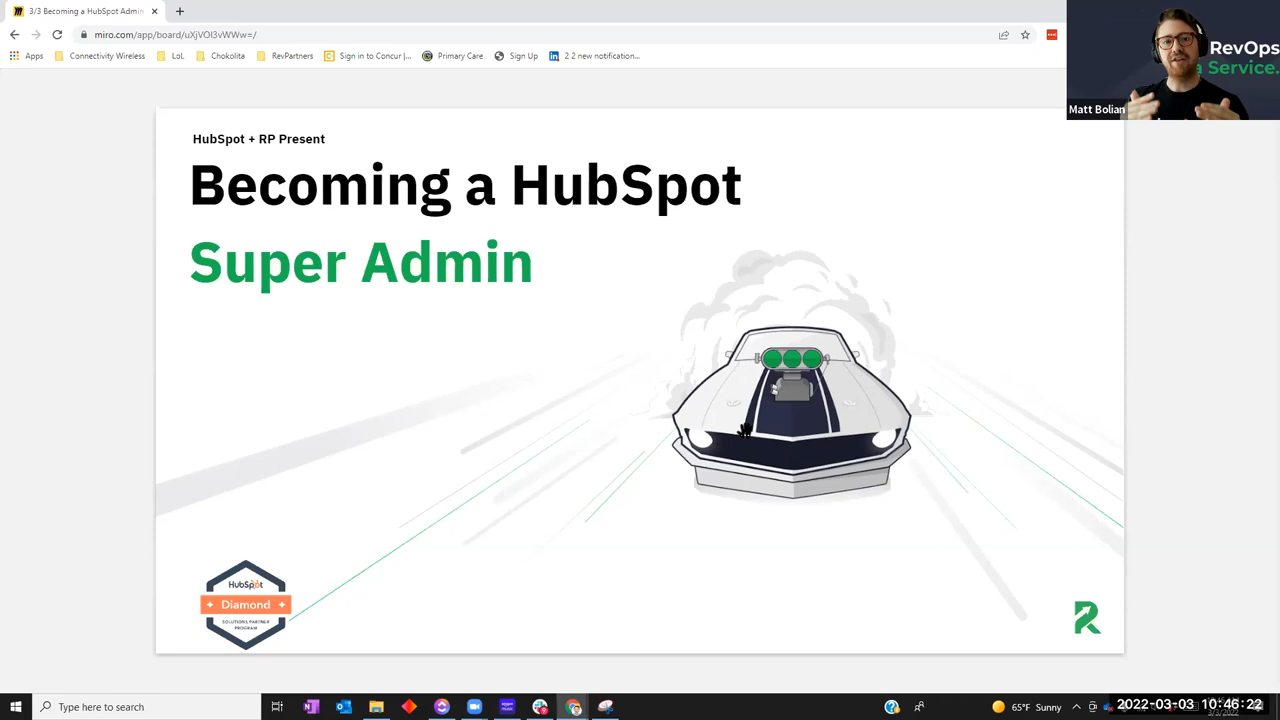 3/3 Becoming a HubSpot Admin
miro.com/app/board/uXjVOI3vWWw=/
Apps
Connectivity Wireless
LoL
Chokolita
RevPartners
Sign in to Concur |...
Primary Care
Sign Up
2 2 new notification...
RevOps
a Service.
Matt Bolian
HubSpot + RP Present
Becoming a HubSpot
Super Admin
HubSpot
Diamond
SOLUTIONS PARTNER
PROGRAM
Type here to search
65°F Sunny
2022-03-03 10:46:22